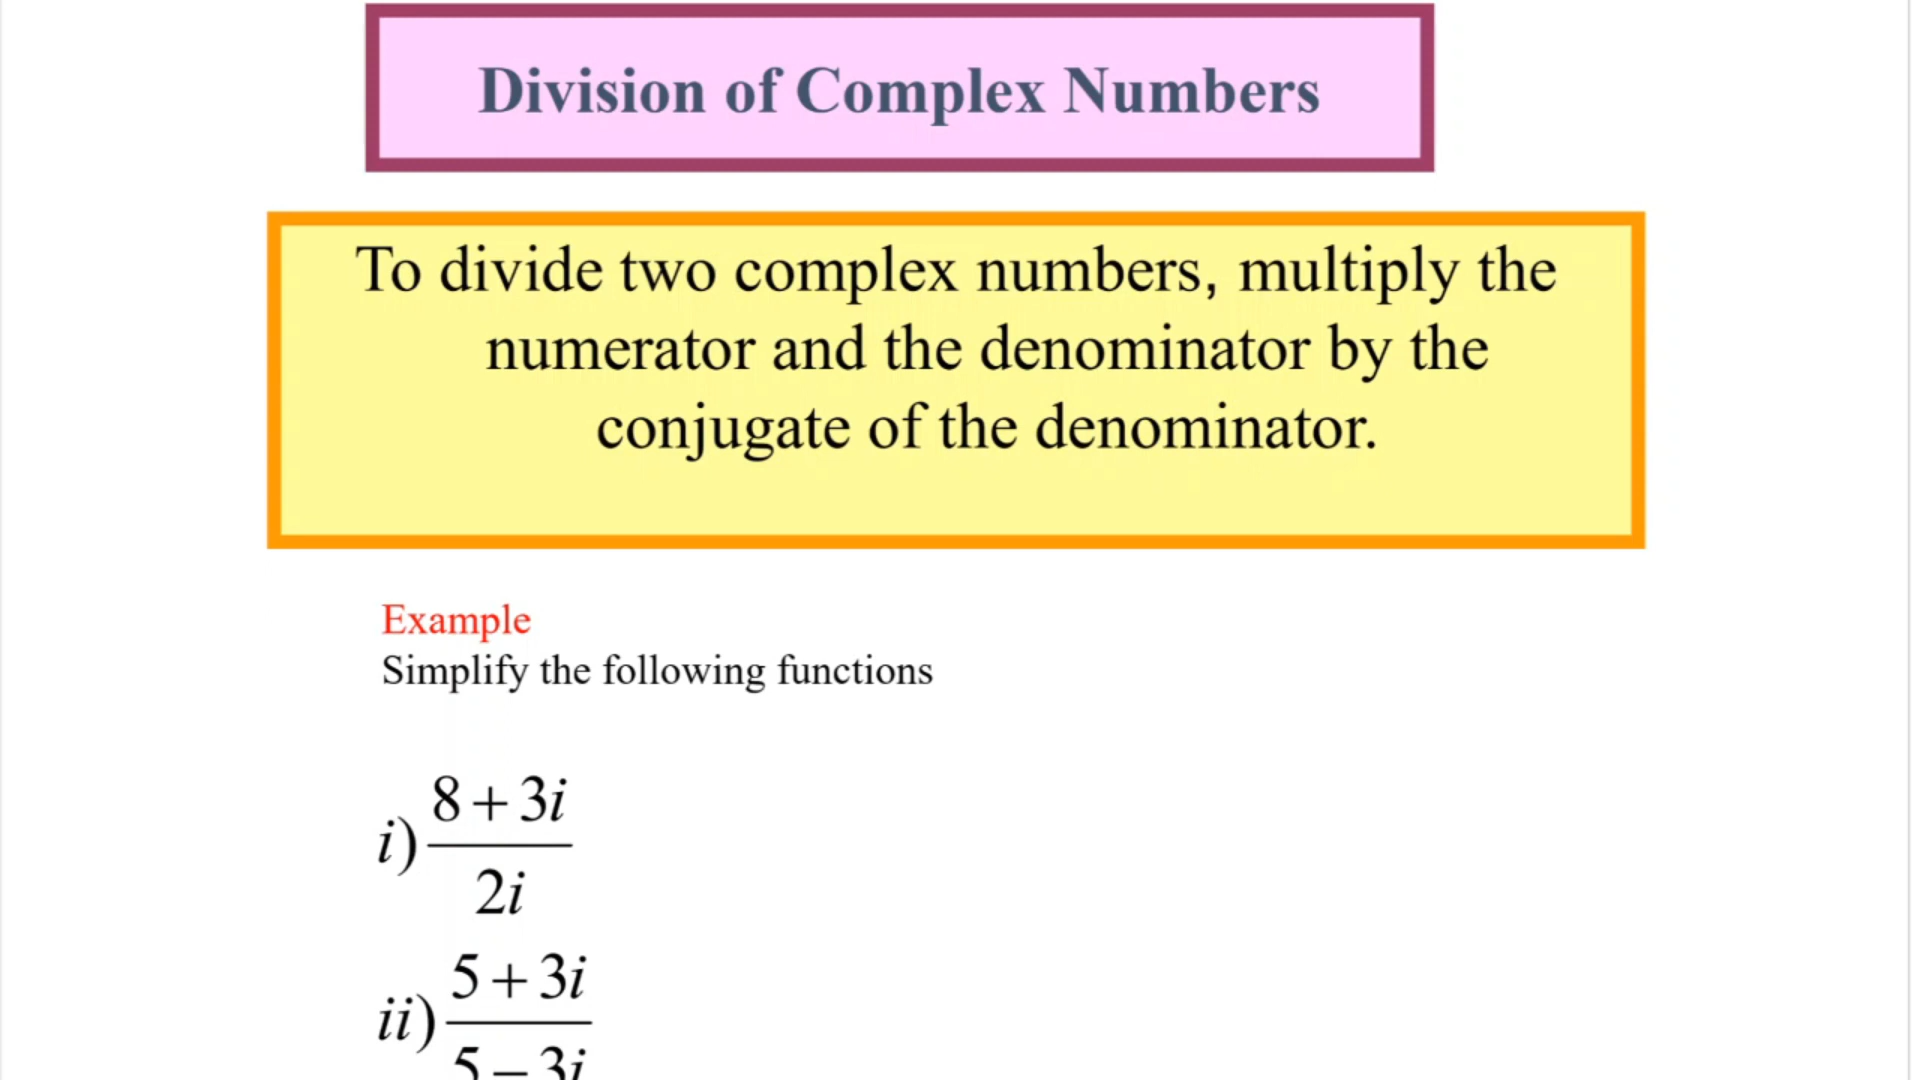 Division of Complex Numbers
To divide two complex numbers, multiply the
numerator and the denominator by the
conjugate of the denominator.
Example
Simplify the following functions
i) 8+3i
2i
ii) 5+3i
5−3i